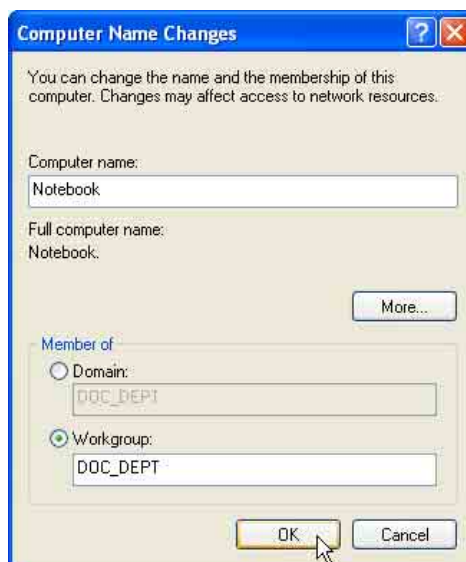 Computer Name Changes
You can change the name and the membership of this
computer. Changes may affect access to network resources.
Computer name:
Notebook
Full computer name:
Notebook.
More...
Member of
Domain:
DOC_DEPT
Workgroup:
DOC_DEPT
OK
Cancel